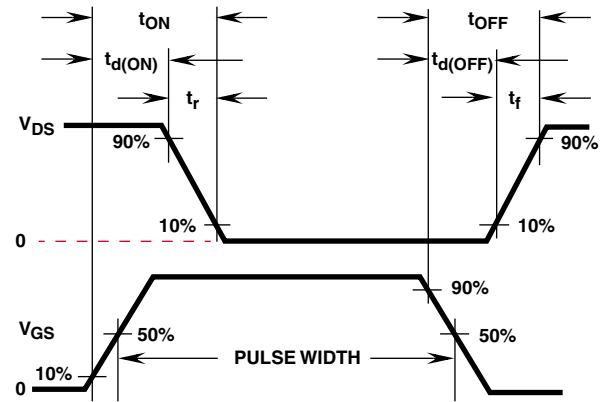 tON
tOFF
td(ON)
td(OFF)
tr
tf
VDS
90%
90%
10%
10%
0
90%
VGS
50%
PULSE WIDTH
50%
10%
0